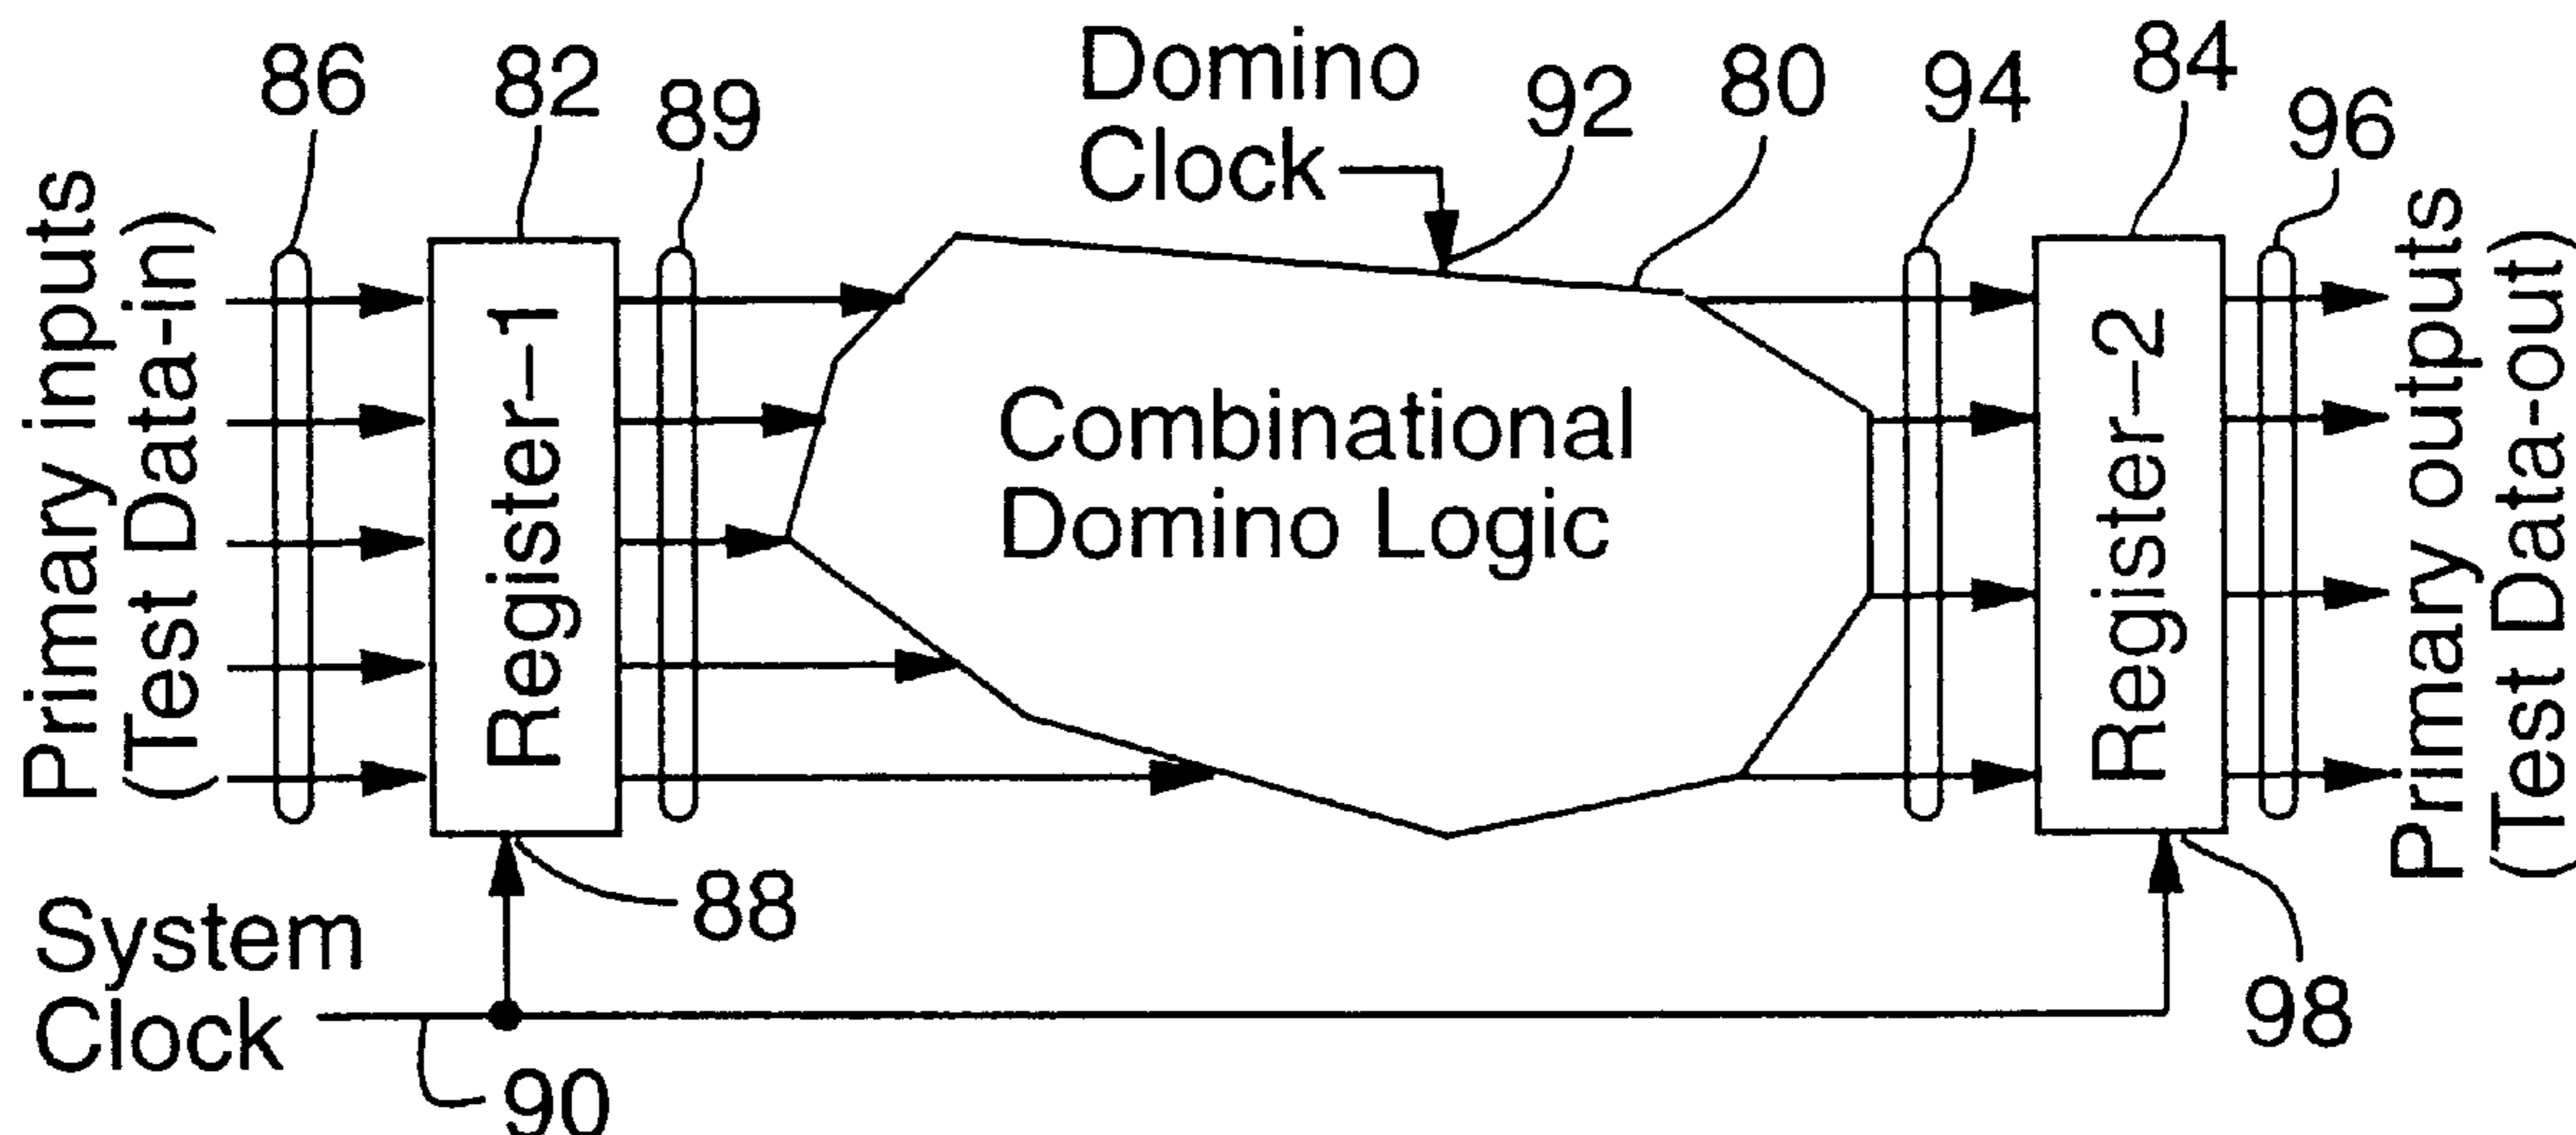 86
82
89
Domino
Clock
92
80
94
84
96
Primary inputs
(Test Data-in)
Register-1
Combinational
Domino Logic
Register-2
Primary outputs
(Test Data-out)
88
System
Clock
90
98